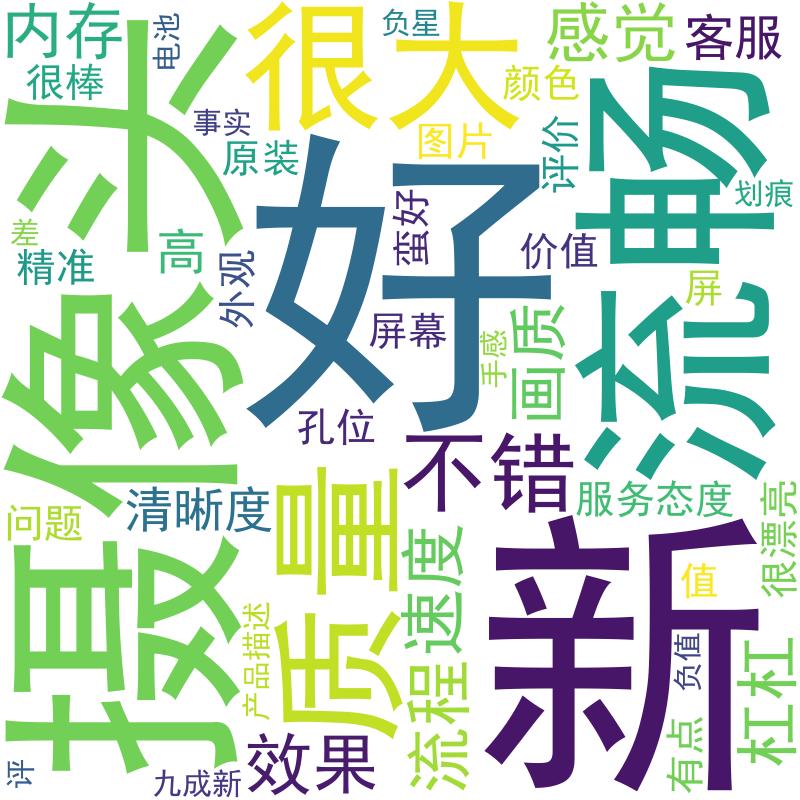 内存
电池
很大
负星
感觉
客服
很棒
摄像头
颜色
流畅
事实
原装
图片
评价
好
蛮好
划痕
差
精准
高
外观
价值
屏
屏幕
手感
画质
孔位
不错
质量
清晰度
问题
服务态度
很漂亮
速度
新
值
产品描述
流程
负值
杠杠
有点
效果
评
九成新